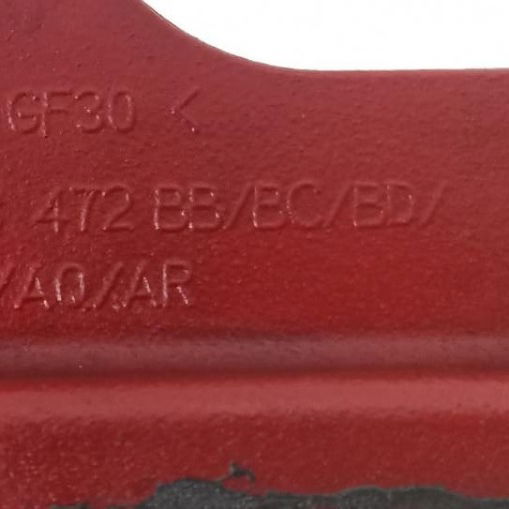 GF30 <
472 BB/BC/BD/
/AQ/AR